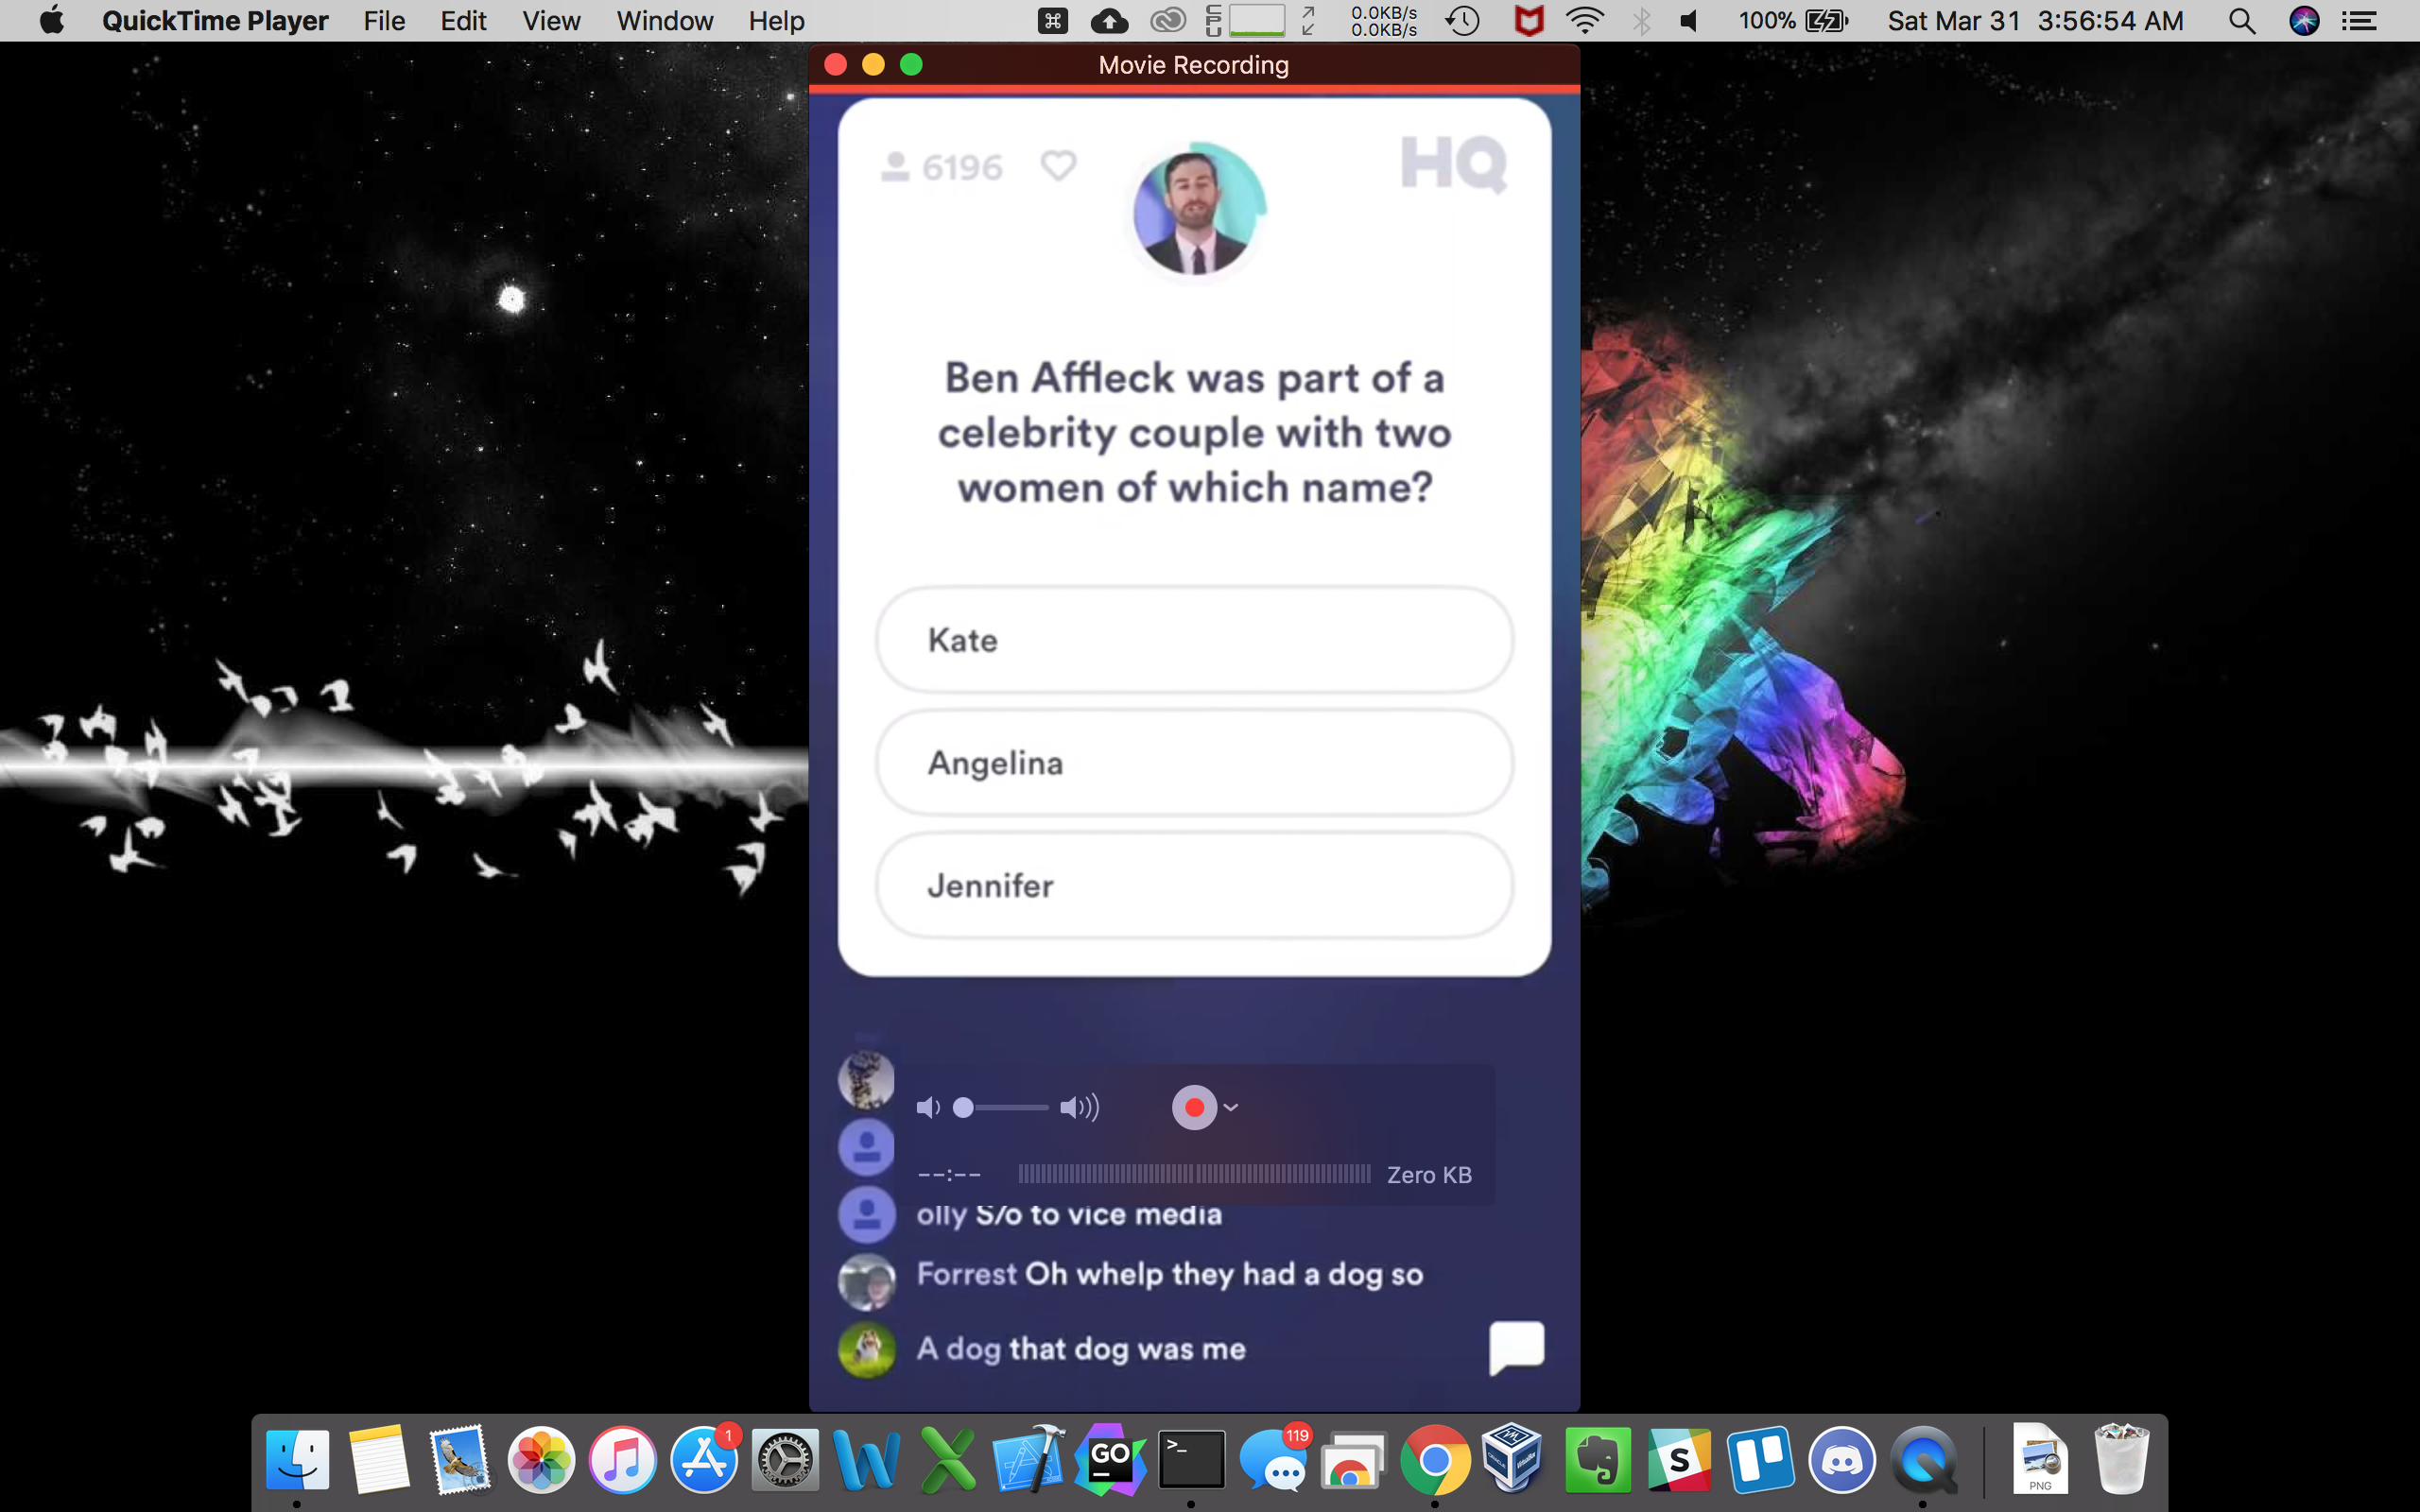 QuickTime Player File Edit View Window Help
CPU
0.0KB/s
0.0KB/s
100%
Sat Mar 31 3:56:54 AM
Movie Recording
6196
HQ
Ben Affleck was part of a
celebrity couple with two
women of which name?
Kate
Angelina
Jennifer
--:--
Zero KB
olly S/o to vice media
Forrest Oh whelp they had a dog so
A dog that dog was me
1
GO
>_
119
S
PNG